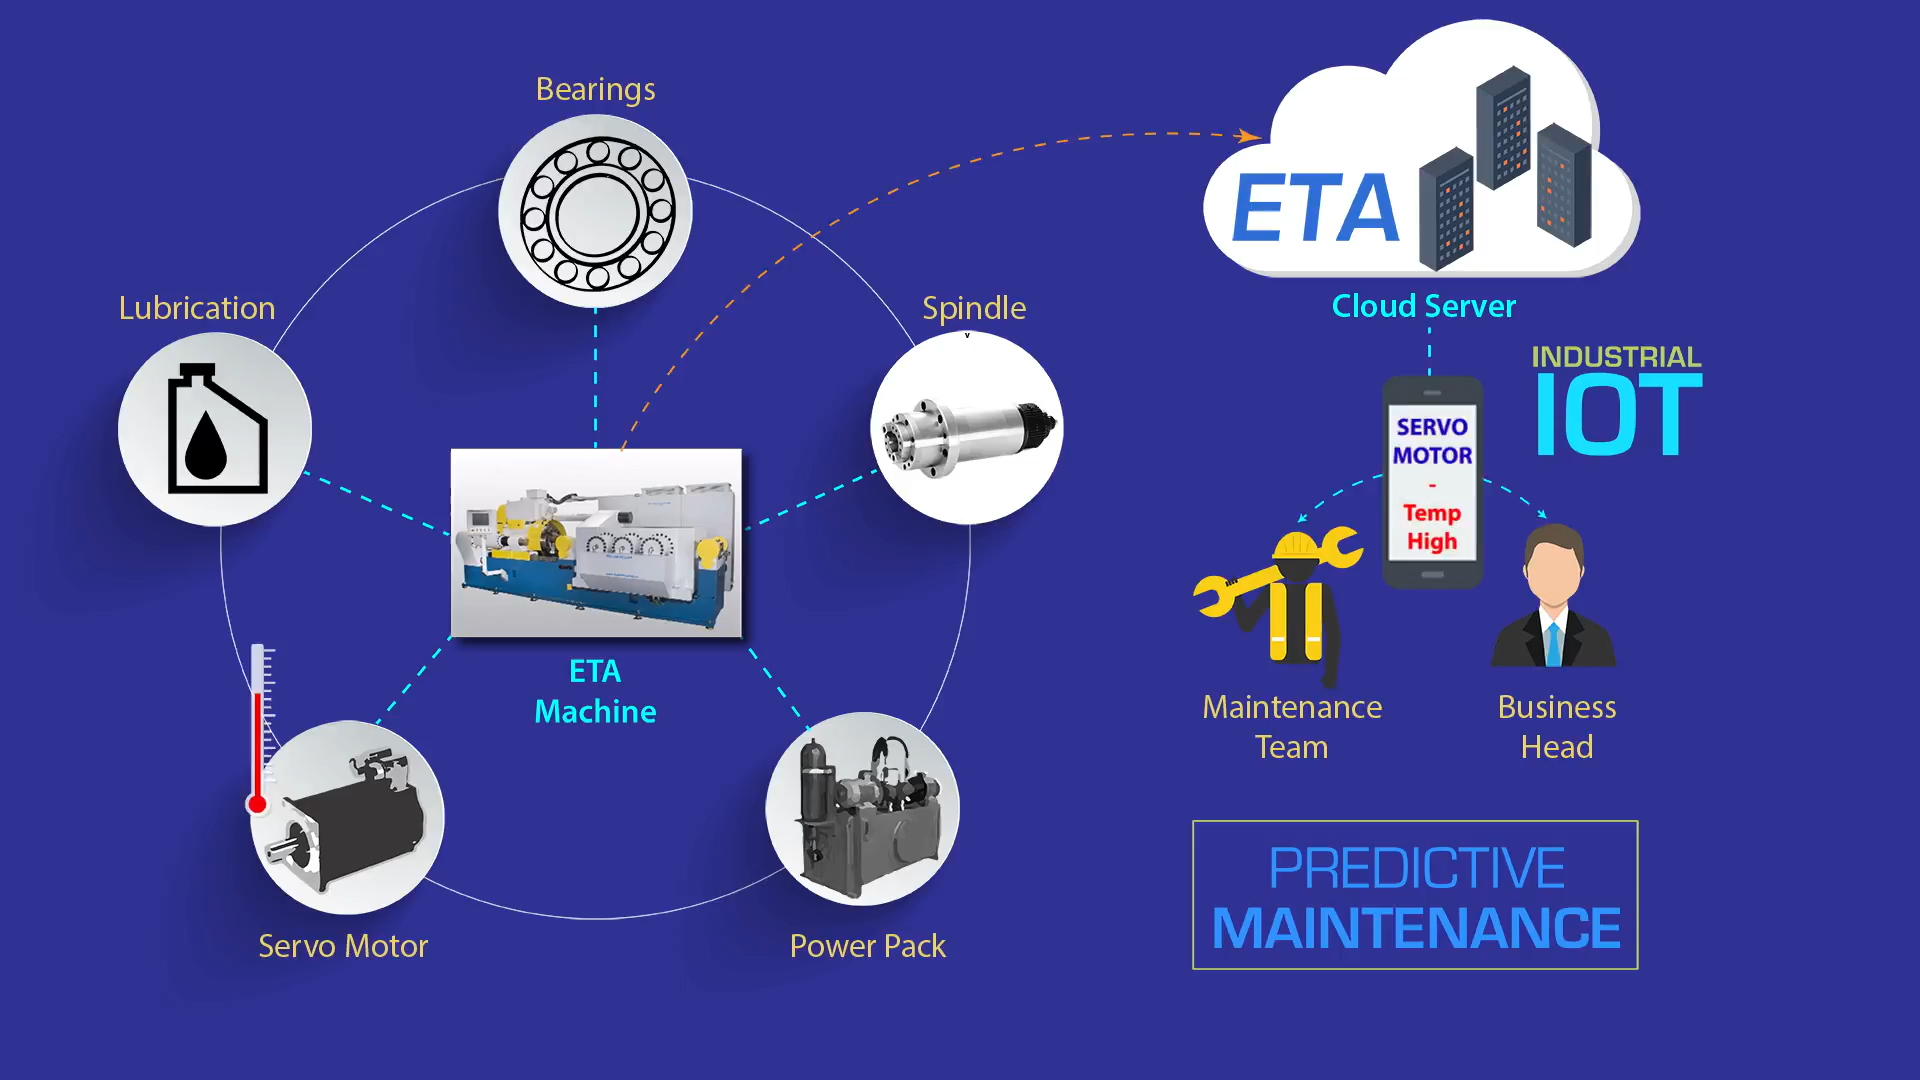 Bearings
Lubrication
Spindle
v
ETA
Machine
Servo Motor
Power Pack
ETA
Cloud Server
INDUSTRIAL
IOT
SERVO
MOTOR
-
Temp
High
Maintenance
Team
Business
Head
PREDICTIVE
MAINTENANCE